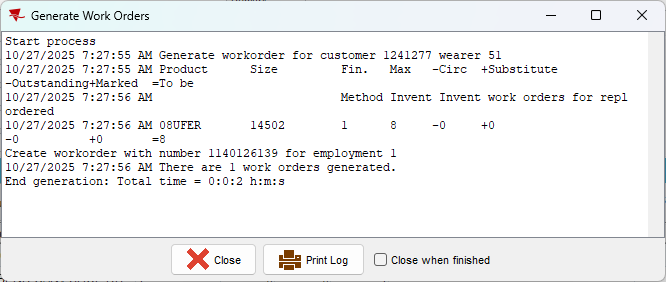 Generate Work Orders
Start process
10/27/2025 7:27:55 AM Generate workorder for customer 1241277 wearer 51
10/27/2025 7:27:55 AM Product Size Fin. Max -Circ +Substitute
-Outstanding+Marked =To be
10/27/2025 7:27:56 AM Method Invent Invent work orders for repl
ordered
10/27/2025 7:27:56 AM 08UFER 14502 1 8 -0 +0
-0 +0 =8
Create workorder with number 1140126139 for employment 1
10/27/2025 7:27:56 AM There are 1 work orders generated.
End generation: Total time = 0:0:2 h:m:s
Close Print Log Close when finished